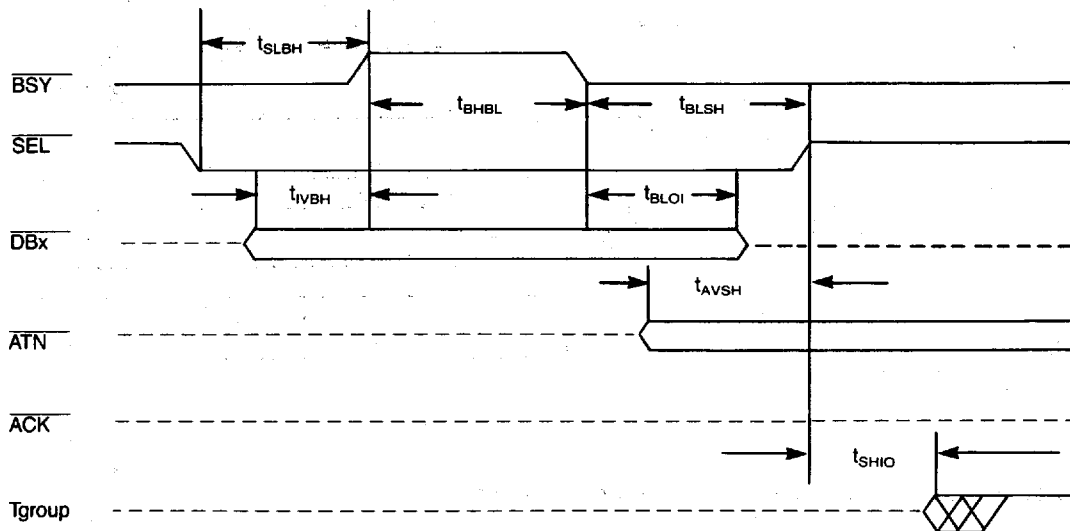 tSLBH
BSY
tBHBL
tBLSH
SEL
tIVBH
tBLOI
DBx
tAVSH
ATN
ACK
tSHIO
Tgroup